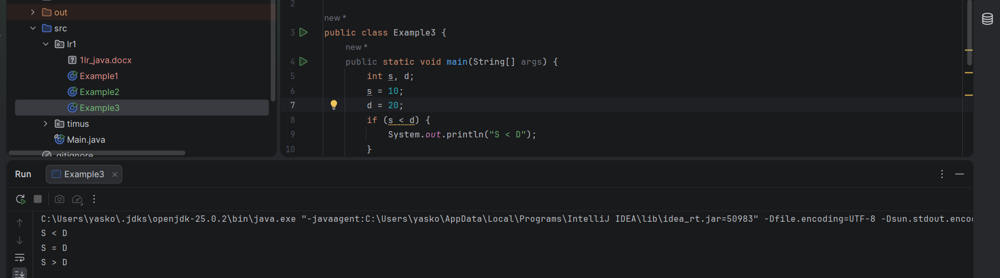 out
src
lr1
1lr_java.docx
Example1
Example2
Example3
timus
Main.java
.gitignore
2
new *
3 public class Example3 {
new *
4 public static void main(String[] args) {
5 int s, d;
6 s = 10;
7 d = 20;
8 if (s < d) {
9 System.out.println("S < D");
10 }
Run
Example3
C:\Users\yasko\.jdks\openjdk-25.0.2\bin\java.exe "-javaagent:C:\Users\yasko\AppData\Local\Programs\IntelliJ IDEA\lib\idea_rt.jar=50983" -Dfile.encoding=UTF-8 -Dsun.stdout.enco
S < D
S = D
S > D